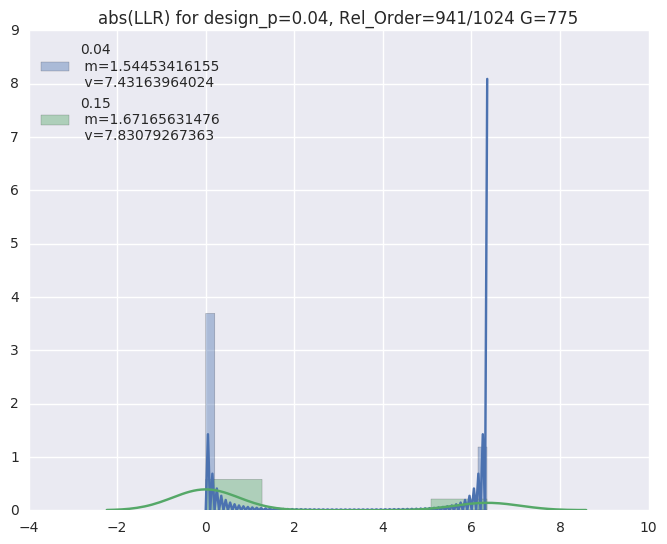 abs(LLR) for design_p=0.04, Rel_Order=941/1024 G=775
9
8
7
6
5
4
3
2
1
0
0.04
m=1.54453416155
v=7.43163964024
0.15
m=1.67165631476
v=7.83079267363
−4 −2 0 2 4 6 8 10